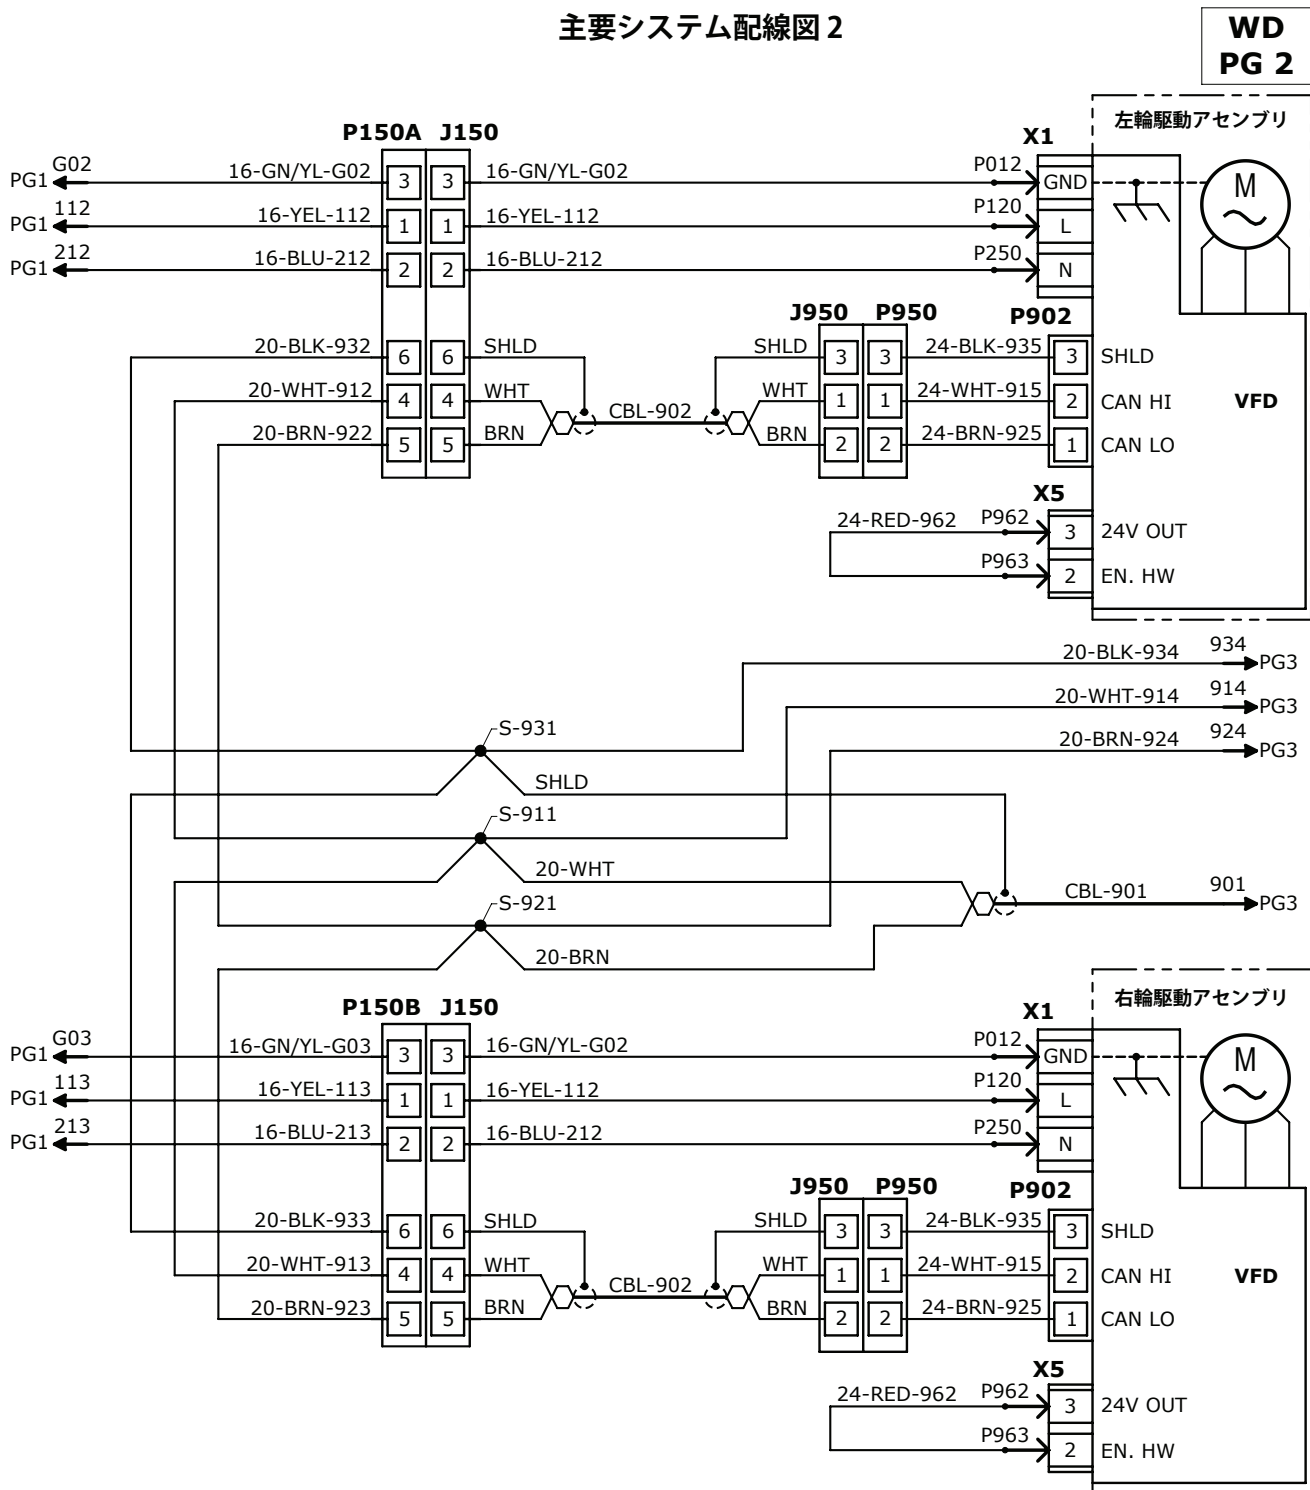 主要システム配線図 2
WD
PG 2
左輪駆動アセンブリ
P150A J150
X1
M
PG1 G02 16-GN/YL-G02 3 3 16-GN/YL-G02 P012 GND
PG1 112 16-YEL-112 1 1 16-YEL-112 P120 L
PG1 212 16-BLU-212 2 2 16-BLU-212 P250 N
J950 P950 P902
20-BLK-932 6 6 SHLD SHLD 3 3 24-BLK-935 3 SHLD
20-WHT-912 4 4 WHT CBL-902 WHT 1 1 24-WHT-915 2 CAN HI VFD
20-BRN-922 5 5 BRN BRN 2 2 24-BRN-925 1 CAN LO
X5
24-RED-962 P962 3 24V OUT
P963 2 EN. HW
20-BLK-934 934 PG3
20-WHT-914 914 PG3
S-931
20-BRN-924 924 PG3
SHLD
S-911
20-WHT
CBL-901 901 PG3
S-921
20-BRN
右輪駆動アセンブリ
P150B J150
X1
M
PG1 G03 16-GN/YL-G03 3 3 16-GN/YL-G02 P012 GND
PG1 113 16-YEL-113 1 1 16-YEL-112 P120 L
PG1 213 16-BLU-213 2 2 16-BLU-212 P250 N
J950 P950 P902
20-BLK-933 6 6 SHLD SHLD 3 3 24-BLK-935 3 SHLD
20-WHT-913 4 4 WHT CBL-902 WHT 1 1 24-WHT-915 2 CAN HI VFD
20-BRN-923 5 5 BRN BRN 2 2 24-BRN-925 1 CAN LO
X5
24-RED-962 P962 3 24V OUT
P963 2 EN. HW